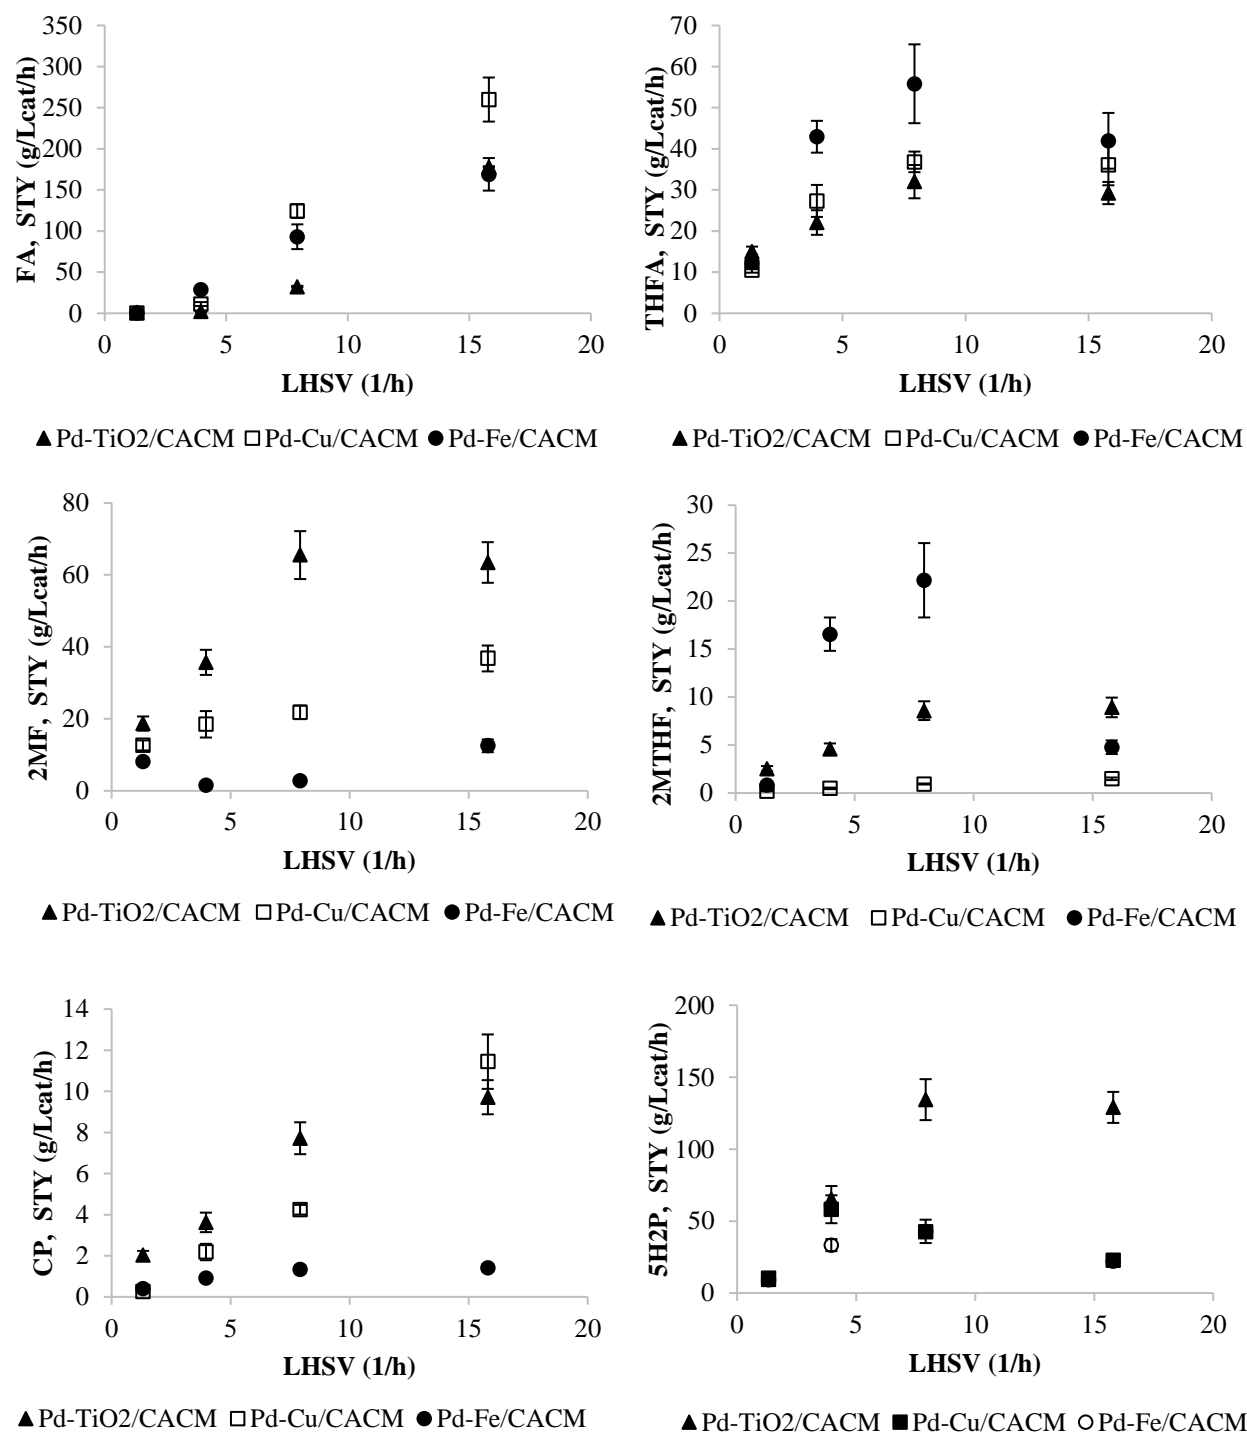 350
300
250
200
150
100
50
0
0 5 10 15 20
FA, STY (g/Lcat/h)
LHSV (1/h)
Pd-TiO2/CACM Pd-Cu/CACM Pd-Fe/CACM
70
60
50
40
30
20
10
0
0 5 10 15 20
THFA, STY (g/Lcat/h)
LHSV (1/h)
Pd-TiO2/CACM Pd-Cu/CACM Pd-Fe/CACM
80
60
40
20
0
0 5 10 15 20
2MF, STY (g/Lcat/h)
LHSV (1/h)
Pd-TiO2/CACM Pd-Cu/CACM Pd-Fe/CACM
30
25
20
15
10
5
0
0 5 10 15 20
2MTHF, STY (g/Lcat/h)
LHSV (1/h)
Pd-TiO2/CACM Pd-Cu/CACM Pd-Fe/CACM
14
12
10
8
6
4
2
0
0 5 10 15 20
CP, STY (g/Lcat/h)
LHSV (1/h)
Pd-TiO2/CACM Pd-Cu/CACM Pd-Fe/CACM
200
150
100
50
0
0 5 10 15 20
5H2P, STY (g/Lcat/h)
LHSV (1/h)
Pd-TiO2/CACM Pd-Cu/CACM Pd-Fe/CACM